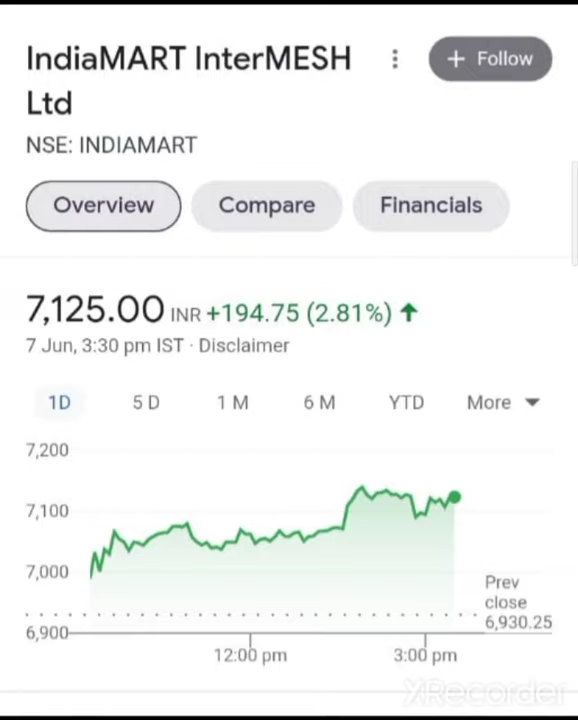 IndiaMART InterMESH
Ltd
+ Follow
NSE: INDIAMART
Overview
Compare
Financials
7,125.00 INR +194.75 (2.81%) ↑
7 Jun, 3:30 pm IST · Disclaimer
1D 5 D 1 M 6 M YTD More
7,200
7,100
7,000
6,900
Prev
close
6,930.25
12:00 pm 3:00 pm
XRecorder